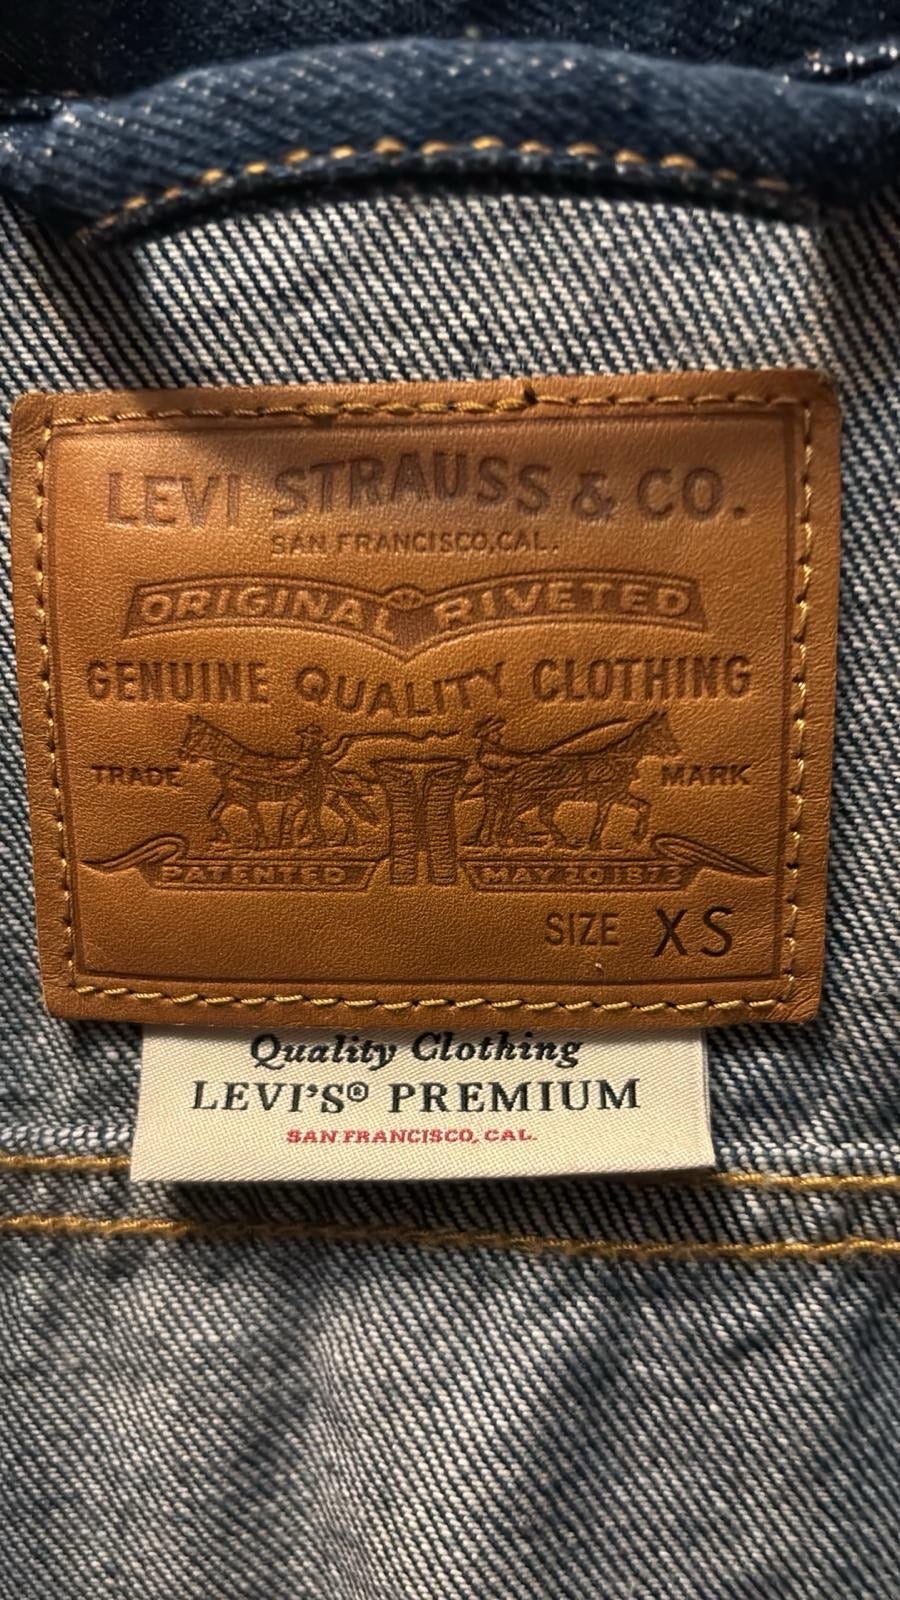 LEVI STRAUSS & CO.
SAN FRANCISCO, CAL.
ORIGINAL RIVETED
GENUINE QUALITY CLOTHING
TRADE MARK
PATENTED MAY 20 1873
SIZE XS
Quality Clothing
LEVI'S® PREMIUM
SAN FRANCISCO, CAL.